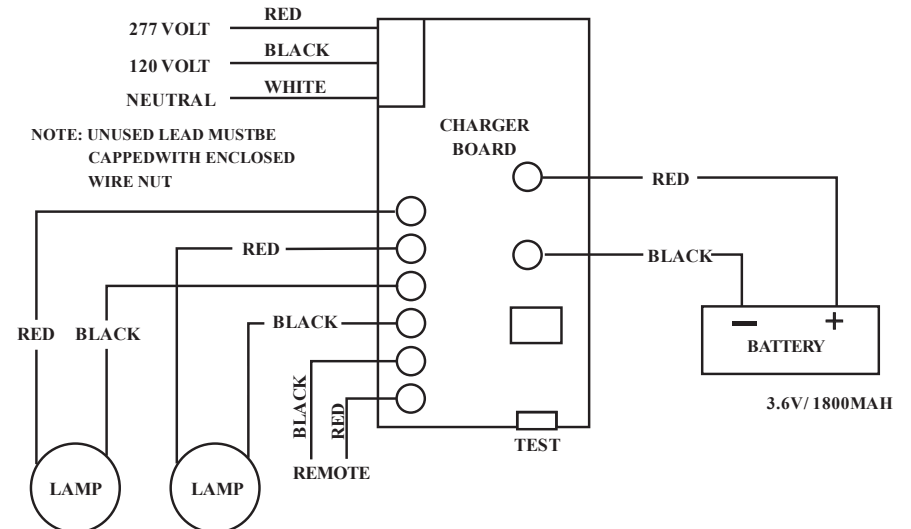 RED
277 VOLT
BLACK
120 VOLT
WHITE
NEUTRAL
NOTE: UNUSED LEAD MUSTBE
CAPPEDWITH ENCLOSED
WIRE NUT
CHARGER
BOARD
RED
RED
BLACK
RED
BLACK
BLACK
BATTERY
3.6V/ 1800MAH
BLACK
RED
TEST
REMOTE
LAMP
LAMP